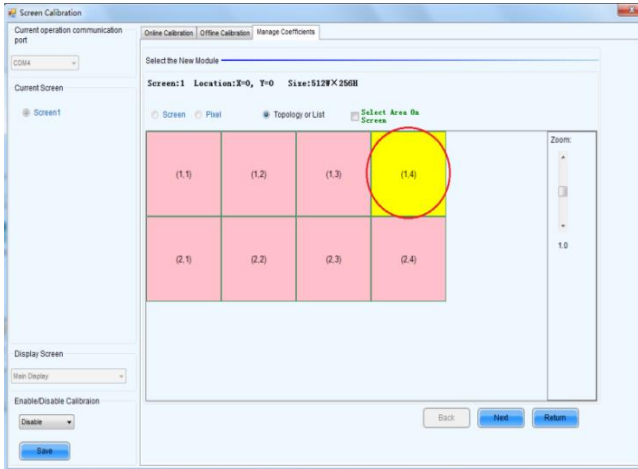 Screen Calibration
Current operation communication
port
COM4
Current Screen
Screen1
Display Screen
Main Display
Enable/Disable Calibraion
Disable
Save
Online Calibration Offline Calibration Manage Coefficients
Select the New Module
Screen:1 Location:X=0, Y=0 Size:512W×256H
Screen Pixel Topology or List Select Area On
Screen
Zoom:
(1,1) (1,2) (1,3) (1,4)
1.0
(2,1) (2,2) (2,3) (2,4)
Back Next Return